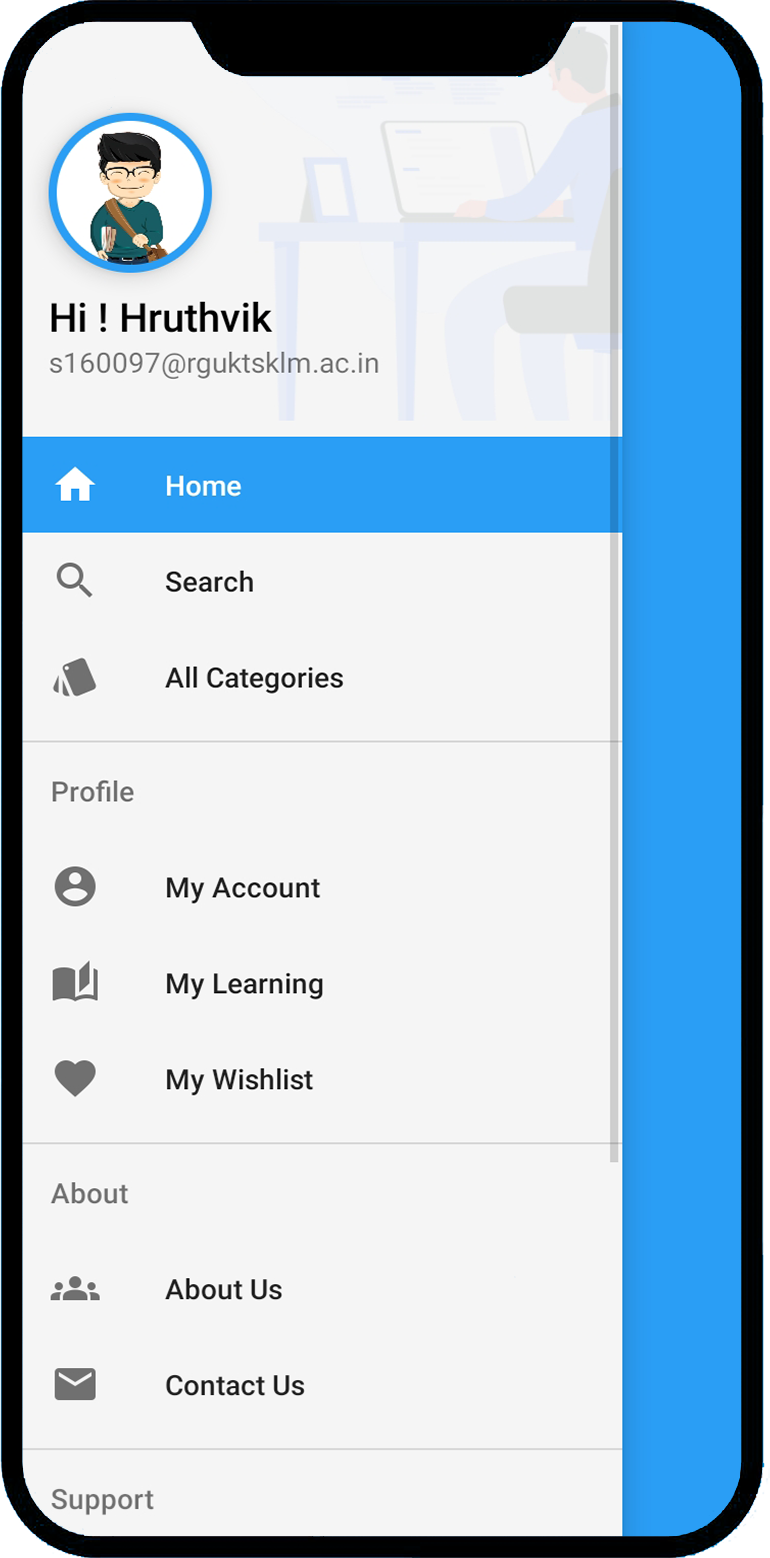 Hi ! Hruthvik
s160097@rguktsklm.ac.in
Home
Search
All Categories
Profile
My Account
My Learning
My Wishlist
About
About Us
Contact Us
Support